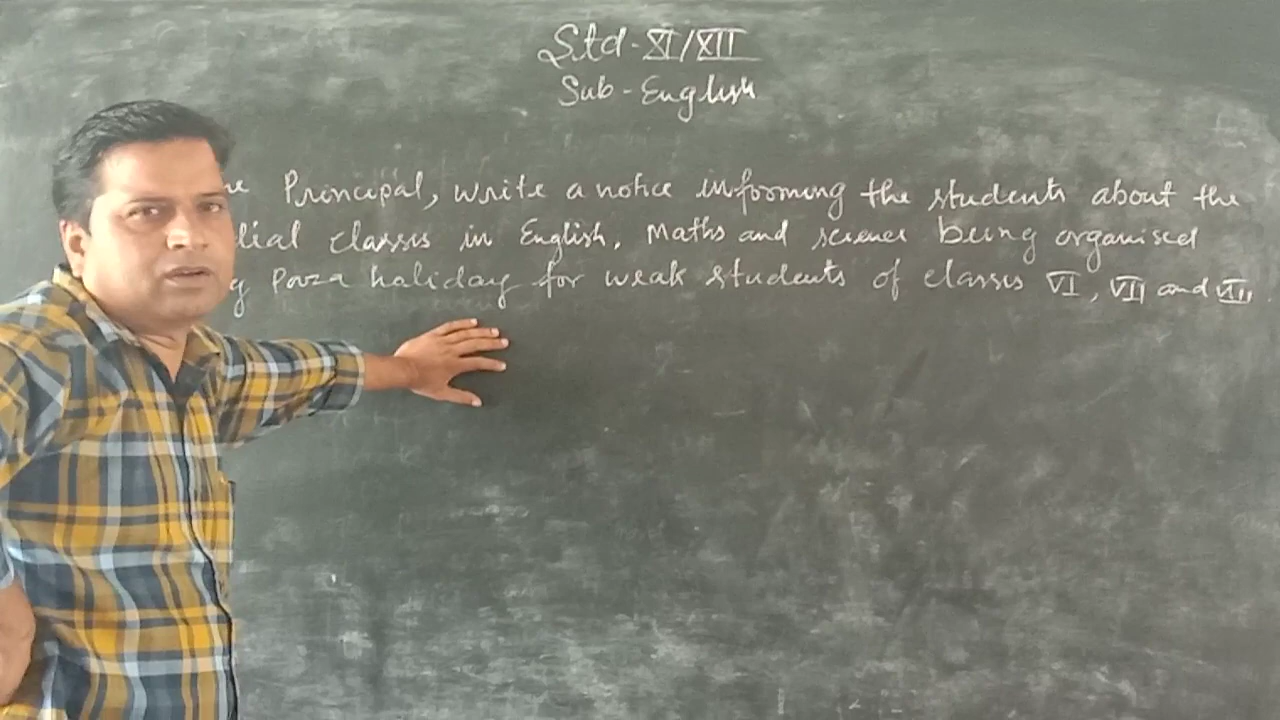 Std - XI/XII
Sub - English
Principal, write a notice informing the students about the
classes in English, Maths and science being organised
holiday for weak students of classes VI, VII and VIII.